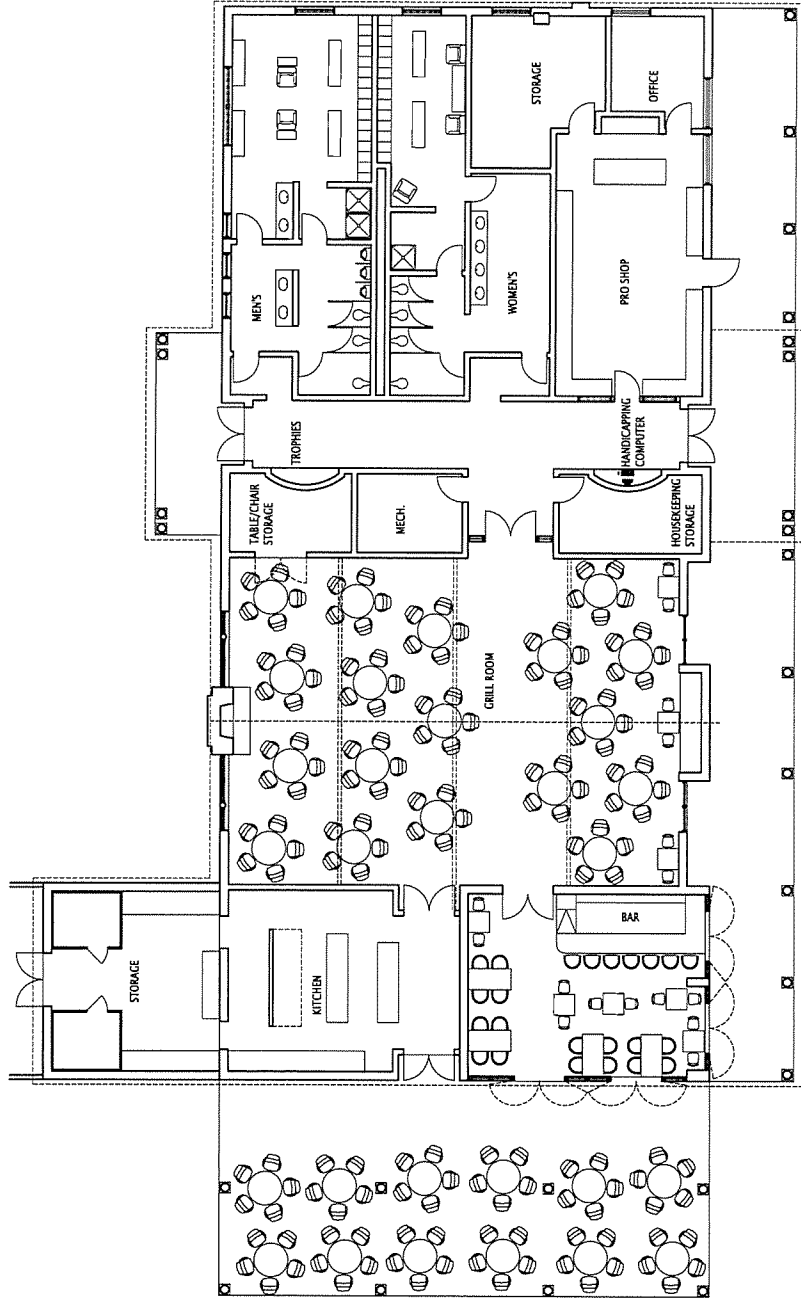 STORAGE
OFFICE
MEN'S
WOMEN'S
PRO SHOP
TROPHIES
HANDICAPPING
COMPUTER
TABLE/CHAIR
STORAGE
MECH.
HOUSEKEEPING
STORAGE
GRILL ROOM
STORAGE
KITCHEN
BAR